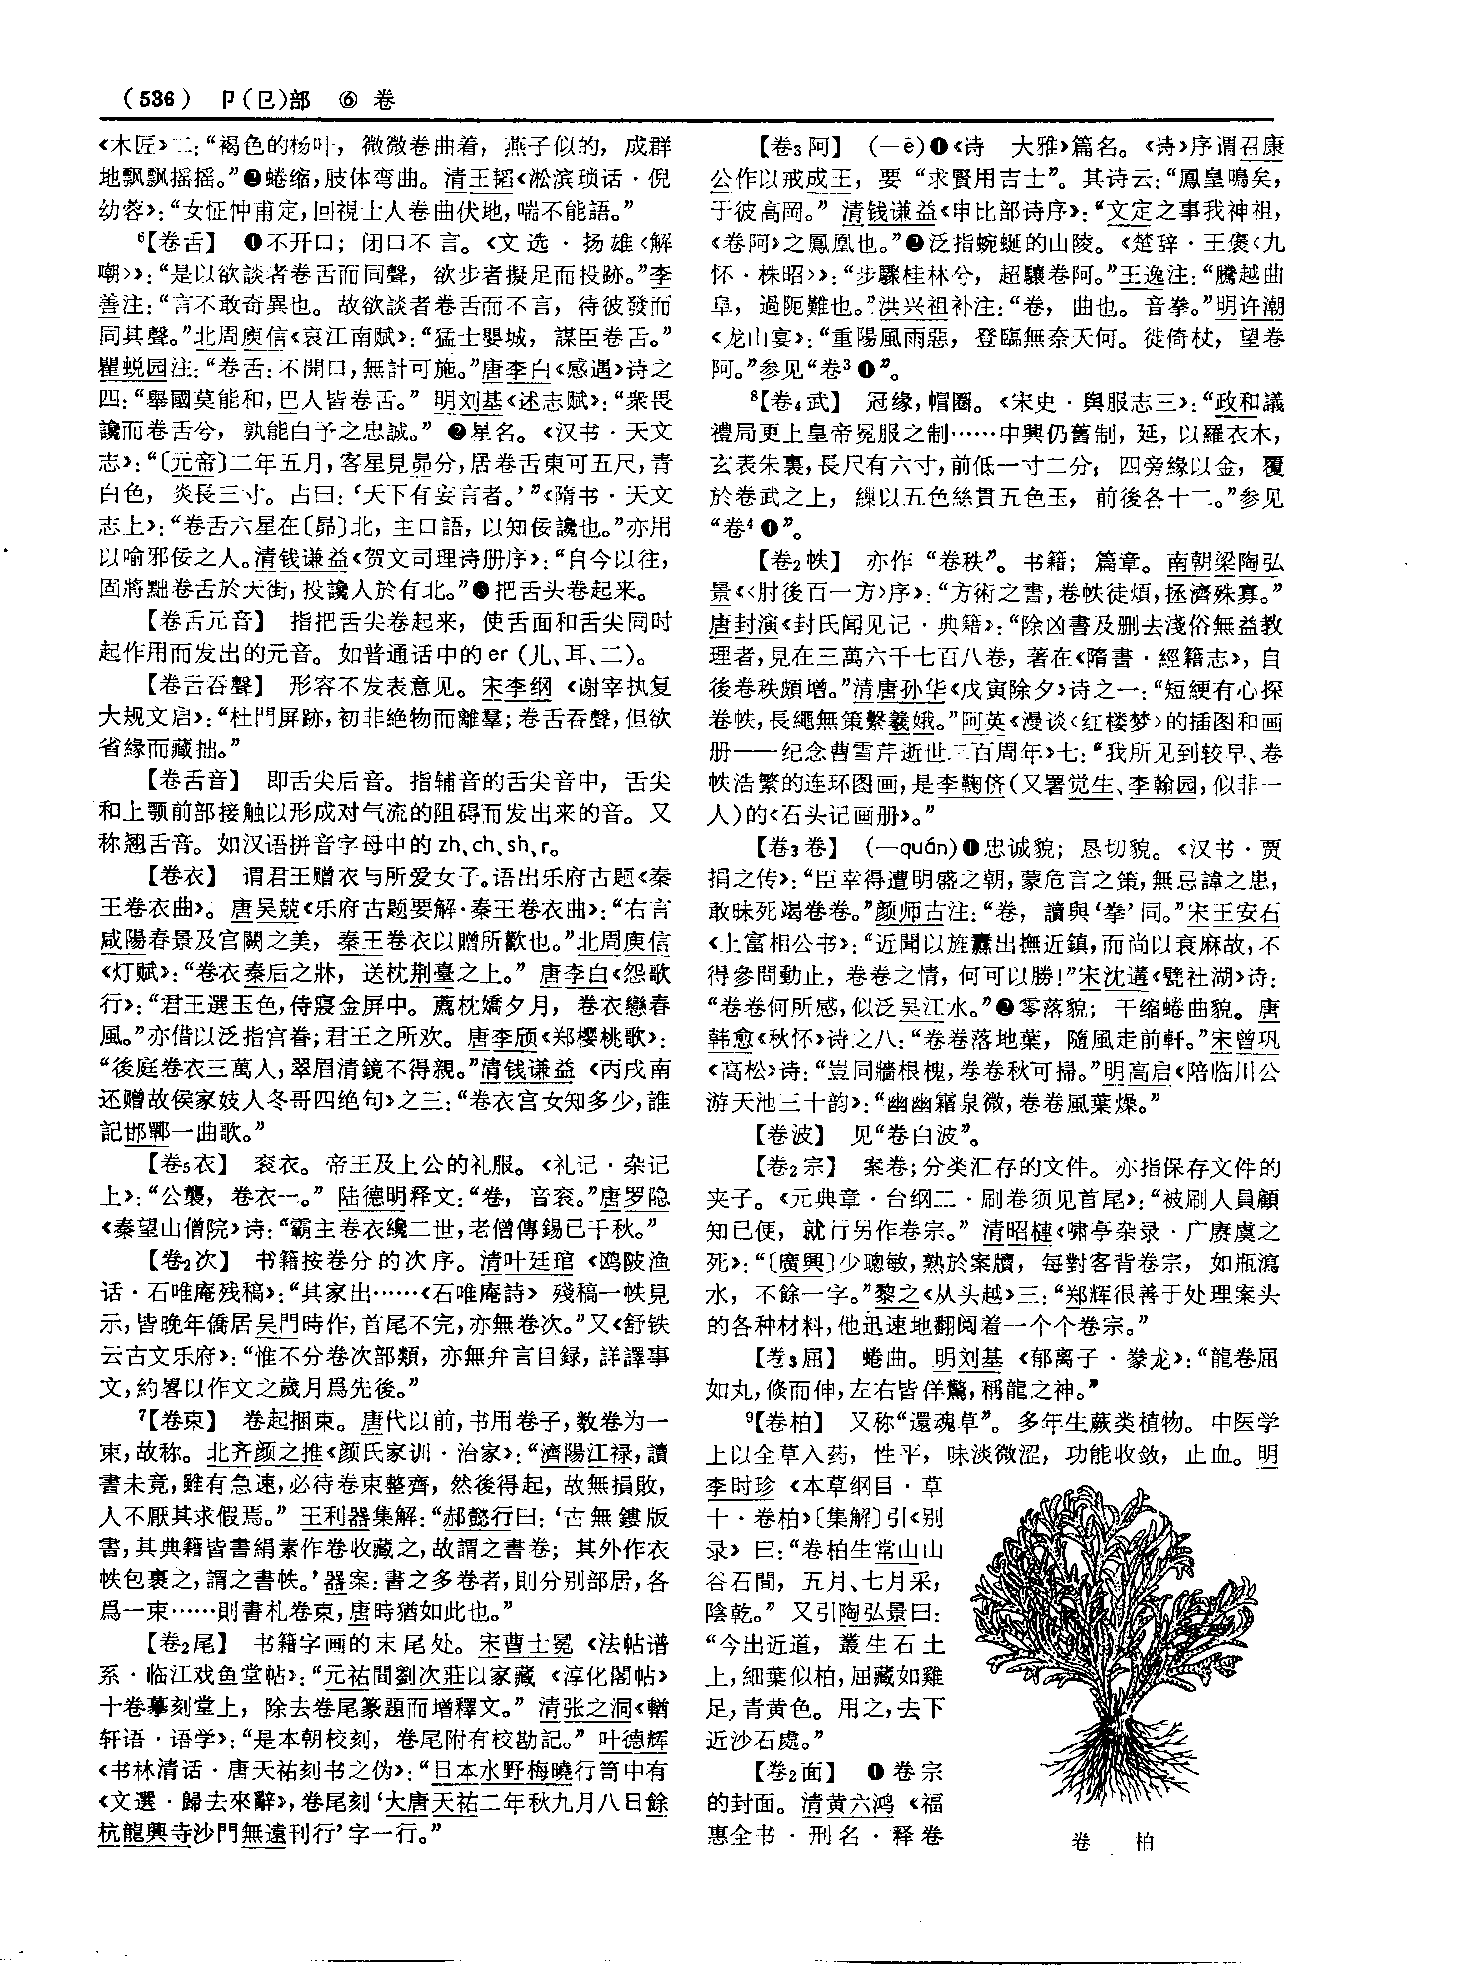 (536) 卩(㔾)部 ⑥ 卷
《木匠》二:“褐色的杨叶，微微卷曲着，燕子似的，成群
地飘飘摇摇。”❷蜷缩，肢体弯曲。清王韬《淞滨琐话·倪
幼蓉》:“女怔忡甫定，回視士人卷曲伏地，喘不能語。”
6【卷舌】 ❶不开口；闭口不言。《文选·扬雄〈解
嘲〉》:“是以欲談者卷舌而同聲，欲步者擬足而投跡。”李
善注:“言不敢奇異也。故欲談者卷舌而不言，待彼發而
同其聲。”北周庾信《哀江南赋》:“猛士嬰城，謀臣卷舌。”
瞿蜕园注:“卷舌:不開口，無計可施。”唐李白《感遇》诗之
四:“舉國莫能和，巴人皆卷舌。” 明刘基《述志赋》:“衆畏
讒而卷舌兮，孰能白予之忠誠。” ❷星名。《汉书·天文
志》:“〔元帝〕二年五月，客星見昴分，居卷舌東可五尺，青
白色，炎長三寸。占曰:‘天下有妄言者。’”《隋书·天文
志上》:“卷舌六星在〔昴〕北，主口語，以知佞讒也。”亦用
以喻邪佞之人。清钱谦益《贺文司理诗册序》:“自今以往，
固將黜卷舌於天街，投讒人於有北。”❸把舌头卷起来。
【卷舌元音】 指把舌尖卷起来，使舌面和舌尖同时
起作用而发出的元音。如普通话中的 er (儿、耳、二)。
【卷舌吞聲】 形容不发表意见。宋李纲《谢宰执复
大规文启》:“杜門屏跡，初非絶物而離羣；卷舌吞聲，但欲
省緣而藏拙。”
【卷舌音】 即舌尖后音。指辅音的舌尖音中，舌尖
和上颚前部接触以形成对气流的阻碍而发出来的音。又
称翘舌音。如汉语拼音字母中的 zh、ch、sh、r。
【卷衣】 谓君王赠衣与所爱女子。语出乐府古题《秦
王卷衣曲》。唐吴兢《乐府古题要解·秦王卷衣曲》:“右言
咸陽春景及宫闕之美，秦王卷衣以贈所歡也。”北周庾信
《灯赋》:“卷衣秦后之牀，送枕荆臺之上。” 唐李白《怨歌
行》:“君王選玉色，侍寢金屏中。薦枕嬌夕月，卷衣戀春
風。”亦借以泛指宫眷；君王之所欢。唐李颀《郑樱桃歌》:
“後庭卷衣三萬人，翠眉清鏡不得親。”清钱谦益《丙戌南
还赠故侯家妓人冬哥四绝句》之三:“卷衣宫女知多少，誰
記邯鄲一曲歌。”
【卷5衣】 衮衣。帝王及上公的礼服。《礼记·杂记
上》:“公襲，卷衣一。” 陆德明释文:“卷，音衮。”唐罗隐
《秦望山僧院》诗:“霸主卷衣纔二世，老僧傳錫已千秋。”
【卷2次】 书籍按卷分的次序。清叶廷琯《鸥陂渔
话·石唯庵残稿》:“其家出……《石唯庵詩》殘稿一帙見
示，皆晚年僑居吴門時作，首尾不完，亦無卷次。”又《舒铁
云古文乐府》:“惟不分卷次部類，亦無弁言目録，詳譯事
文，約畧以作文之歲月爲先後。”
7【卷束】 卷起捆束。唐代以前，书用卷子，数卷为一
束，故称。北齐颜之推《颜氏家训·治家》:“濟陽江禄，讀
書未竟，雖有急速，必待卷束整齊，然後得起，故無損敗，
人不厭其求假焉。” 王利器集解:“郝懿行曰:‘古無鏤版
書，其典籍皆書絹素作卷收藏之，故謂之書卷；其外作衣
帙包裹之，謂之書帙。’器案:書之多卷者，則分别部居，各
爲一束……則書札卷束，唐時猶如此也。”
【卷2尾】 书籍字画的末尾处。宋曹士冕《法帖谱
系·临江戏鱼堂帖》:“元祐間劉次莊以家藏《淳化閣帖》
十卷摹刻堂上，除去卷尾篆題而增釋文。” 清张之洞《輶
轩语·语学》:“是本朝校刻，卷尾附有校勘記。” 叶德辉
《书林清话·唐天祐刻书之伪》:“日本水野梅曉行笥中有
《文選·歸去來辭》，卷尾刻‘大唐天祐二年秋九月八日餘
杭龍興寺沙門無遠刊行’字一行。”
【卷3阿】 (—ē)❶《诗 大雅》篇名。《诗》序谓召康
公作以戒成王，要“求賢用吉士”。其诗云:“鳳皇鳴矣，
于彼高岡。” 清钱谦益《申比部诗序》:“文定之事我神祖，
《卷阿》之鳳凰也。”❷泛指蜿蜒的山陵。《楚辞·王褒〈九
怀·株昭〉》:“步驟桂林兮，超驤卷阿。”王逸注:“騰越曲
阜，過阨難也。”洪兴祖补注:“卷，曲也。音拳。”明许潮
《龙山宴》:“重陽風雨惡，登臨無奈天何。徙倚杖，望卷
阿。”参见“卷3❶”。
8【卷4武】 冠缘，帽圈。《宋史·舆服志三》:“政和議
禮局更上皇帝冕服之制……中興仍舊制，延，以羅衣木，
玄表朱裏，長尺有六寸，前低一寸二分；四旁緣以金，覆
於卷武之上，繅以五色絲貫五色玉，前後各十二。”参见
“卷4❶”。
【卷2帙】 亦作“卷秩”。书籍；篇章。南朝梁陶弘
景《〈肘後百一方〉序》:“方術之書，卷帙徒煩，拯濟殊寡。”
唐封演《封氏闻见记·典籍》:“除凶書及删去淺俗無益教
理者，見在三萬六千七百八卷，著在《隋書·經籍志》，自
後卷秩頗增。”清唐孙华《戊寅除夕》诗之一:“短綆有心探
卷帙，長繩無策繫羲娥。”阿英《漫谈〈红楼梦〉的插图和画
册——纪念曹雪芹逝世二百周年》七:“我所见到较早、卷
帙浩繁的连环图画，是李鞠侪(又署觉生、李翰园，似非一
人)的《石头记画册》。”
【卷3卷】 (—quán)❶忠诚貌；恳切貌。《汉书·贾
捐之传》:“臣幸得遭明盛之朝，蒙危言之策，無忌諱之患，
敢昧死竭卷卷。”颜师古注:“卷，讀與‘拳’同。”宋王安石
《上富相公书》:“近聞以旌纛出撫近鎮，而尚以衰麻故，不
得參問動止，卷卷之情，何可以勝！”宋沈遘《甓社湖》诗:
“卷卷何所感，似泛吴江水。”❷零落貌；干缩蜷曲貌。唐
韩愈《秋怀》诗之八:“卷卷落地葉，隨風走前軒。”宋曾巩
《高松》诗:“豈同牆根槐，卷卷秋可掃。”明高启《陪临川公
游天池三十韵》:“幽幽竇泉微，卷卷風葉燥。”
【卷波】 见“卷白波”。
【卷2宗】 案卷；分类汇存的文件。亦指保存文件的
夹子。《元典章·台纲二·刷卷须见首尾》:“被刷人員顧
知已便，就行另作卷宗。” 清昭槤《啸亭杂录·广赓虞之
死》:“〔廣興〕少聰敏，熟於案牘，每對客背卷宗，如瓶瀉
水，不餘一字。”黎之《从头越》三:“郑辉很善于处理案头
的各种材料，他迅速地翻阅着一个个卷宗。”
【卷3屈】 蜷曲。明刘基《郁离子·豢龙》:“龍卷屈
如丸，倏而伸，左右皆佯驚，稱龍之神。”
9【卷柏】 又称“還魂草”。多年生蕨类植物。中医学
上以全草入药，性平，味淡微涩，功能收敛，止血。明
李时珍《本草纲目·草
十·卷柏》〔集解〕引《别
录》曰:“卷柏生常山山
谷石間，五月、七月采，
陰乾。” 又引陶弘景曰:
“今出近道，叢生石土
上，細葉似柏，屈藏如雞
足，青黄色。用之，去下
近沙石處。”
【卷2面】 ❶卷宗
的封面。清黄六鸿《福
惠全书·刑名·释卷
卷 柏